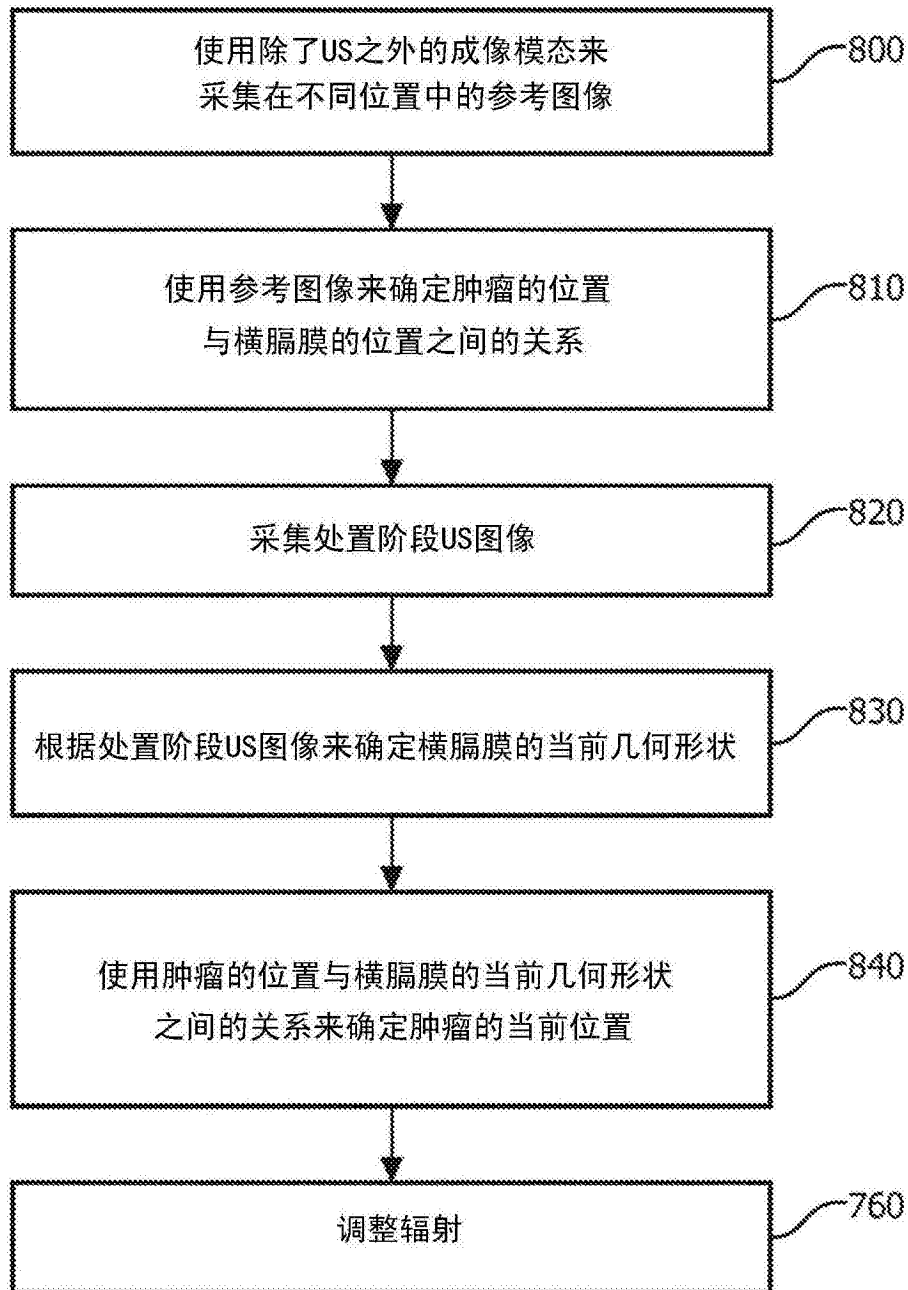 使用除了US之外的成像模态来
采集在不同位置中的参考图像
800
使用参考图像来确定肿瘤的位置
与横膈膜的位置之间的关系
810
采集处置阶段US图像
820
根据处置阶段US图像来确定横膈膜的当前几何形状
830
使用肿瘤的位置与横膈膜的当前几何形状
之间的关系来确定肿瘤的当前位置
840
调整辐射
760